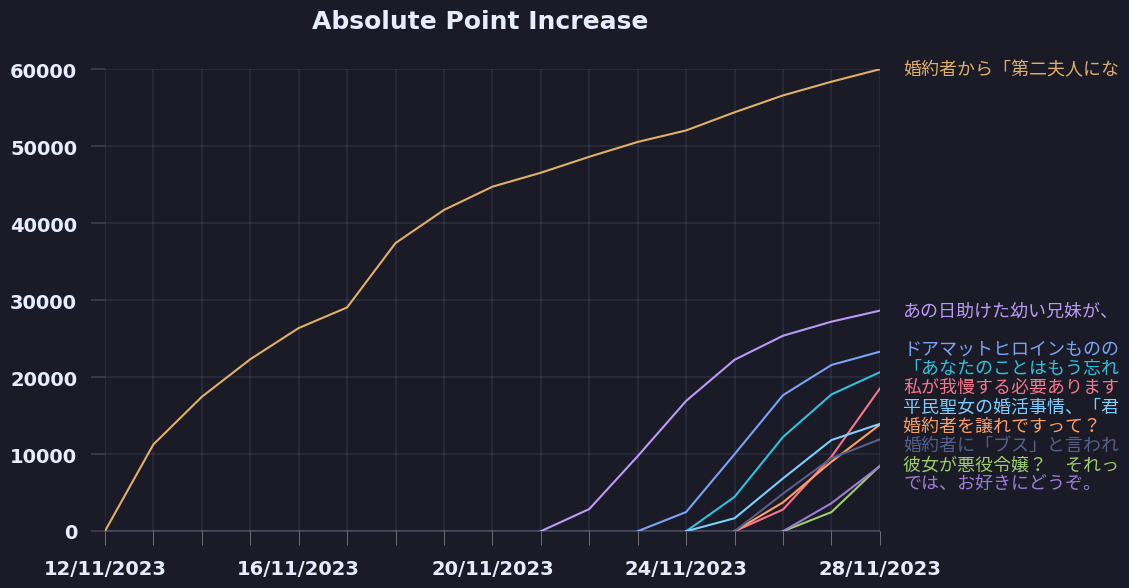 Absolute Point Increase
60000
50000
40000
30000
20000
10000
0
12/11/2023
16/11/2023
20/11/2023
24/11/2023
28/11/2023
婚約者から「第二夫人にな
あの日助けた幼い兄妹が、
ドアマットヒロインものの
「あなたのことはもう忘れ
私が我慢する必要あります
平民聖女の婚活事情、「君
婚約者を譲れですって？
婚約者に「ブス」と言われ
彼女が悪役令嬢？　それっ
では、お好きにどうぞ。